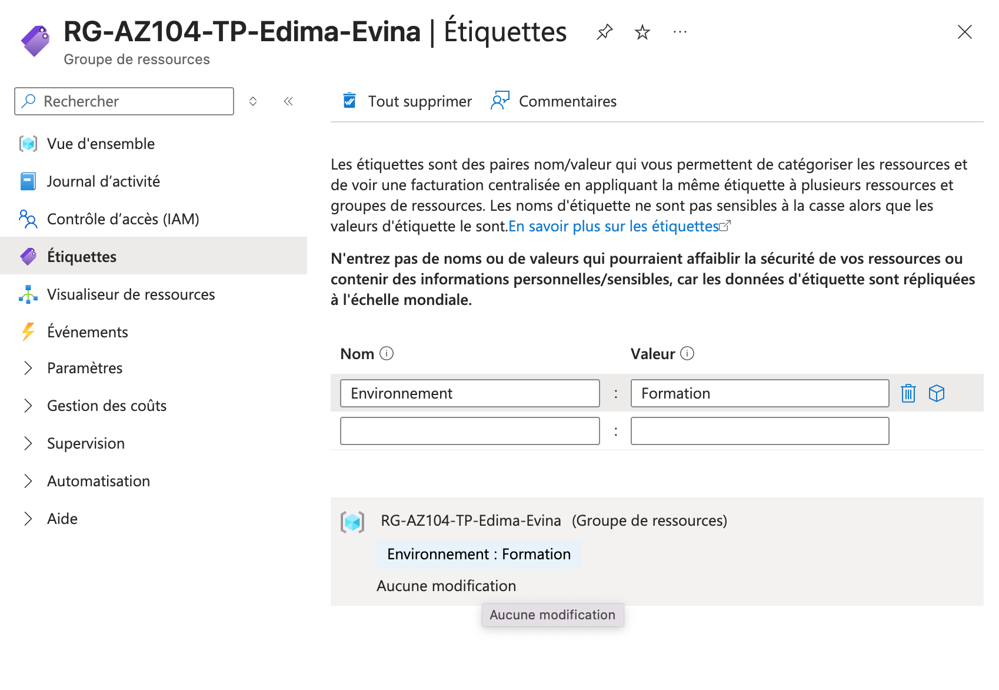 RG-AZ104-TP-Edima-Evina | Étiquettes
Groupe de ressources
Rechercher
Vue d'ensemble
Journal d’activité
Contrôle d’accès (IAM)
Étiquettes
Visualiseur de ressources
Événements
Paramètres
Gestion des coûts
Supervision
Automatisation
Aide
Tout supprimer
Commentaires
Les étiquettes sont des paires nom/valeur qui vous permettent de catégoriser les ressources et
de voir une facturation centralisée en appliquant la même étiquette à plusieurs ressources et
groupes de ressources. Les noms d'étiquette ne sont pas sensibles à la casse alors que les
valeurs d'étiquette le sont.En savoir plus sur les étiquettes
N'entrez pas de noms ou de valeurs qui pourraient affaiblir la sécurité de vos ressources ou
contenir des informations personnelles/sensibles, car les données d'étiquette sont répliquées
à l'échelle mondiale.
Nom Valeur
Environnement : Formation
:
RG-AZ104-TP-Edima-Evina (Groupe de ressources)
Environnement : Formation
Aucune modification
Aucune modification